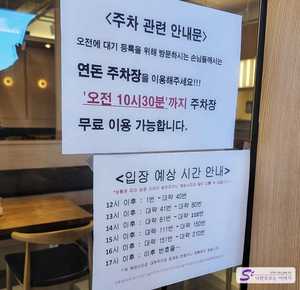 <주차 관련 안내문>
오전에 대기 등록을 위해 방문하시는 손님들께서는
연돈 주차장을 이용해주세요!!!
'오전 10시30분'까지 주차장
무료 이용 가능합니다.
<입장 예상 시간 안내>
12시 이후 : 1번 ~ 대략 40번
13시 이후 : 대략 41번 ~ 대략 80번
14시 이후 : 대략 81번 ~ 대략
15시 이후 : 대략 111번 ~ 대략 150번
16시 이후 : 대략 151번 ~ 대략 210번
17시 이후 : 이후 번호들~